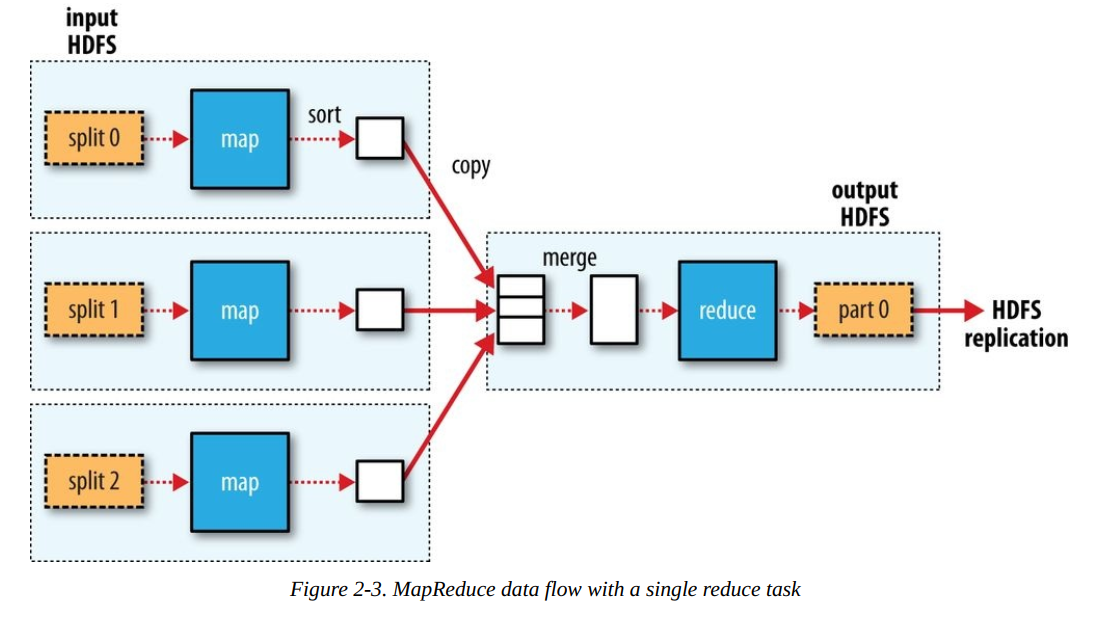 input
HDFS
split 0
map
sort
copy
split 1
map
split 2
map
output
HDFS
merge
reduce
part 0
HDFS
replication
Figure 2-3. MapReduce data flow with a single reduce task